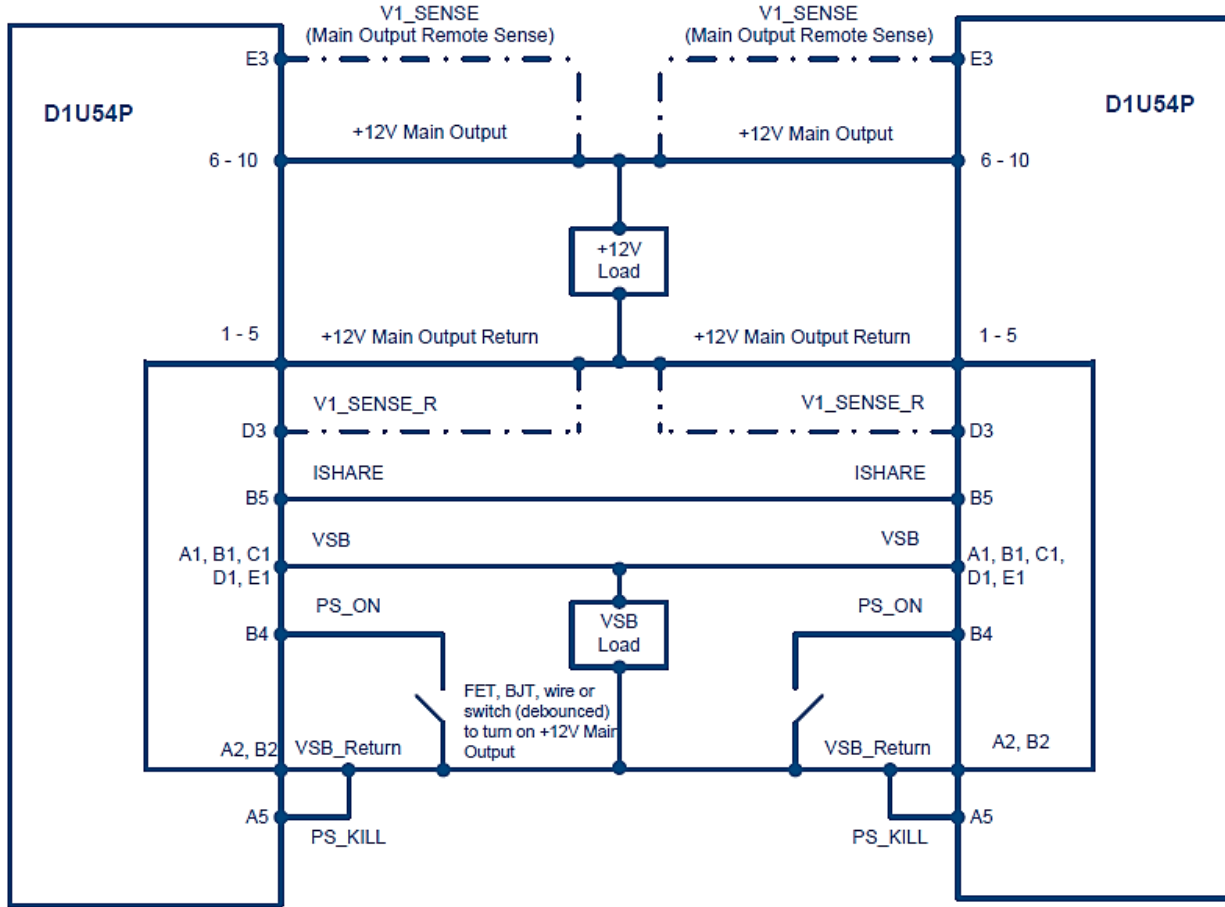 V1_SENSE
(Main Output Remote Sense)
V1_SENSE
(Main Output Remote Sense)
E3
E3
D1U54P
D1U54P
+12V Main Output
+12V Main Output
6 - 10
6 - 10
+12V
Load
1 - 5
+12V Main Output Return
+12V Main Output Return
1 - 5
V1_SENSE_R
V1_SENSE_R
D3
D3
ISHARE
ISHARE
B5
B5
VSB
VSB
A1, B1, C1
D1, E1
A1, B1, C1,
D1, E1
PS_ON
PS_ON
B4
B4
VSB
Load
FET, BJT, wire or
switch (debounced)
to turn on +12V Main
Output
A2, B2
VSB_Return
VSB_Return
A2, B2
A5
A5
PS_KILL
PS_KILL